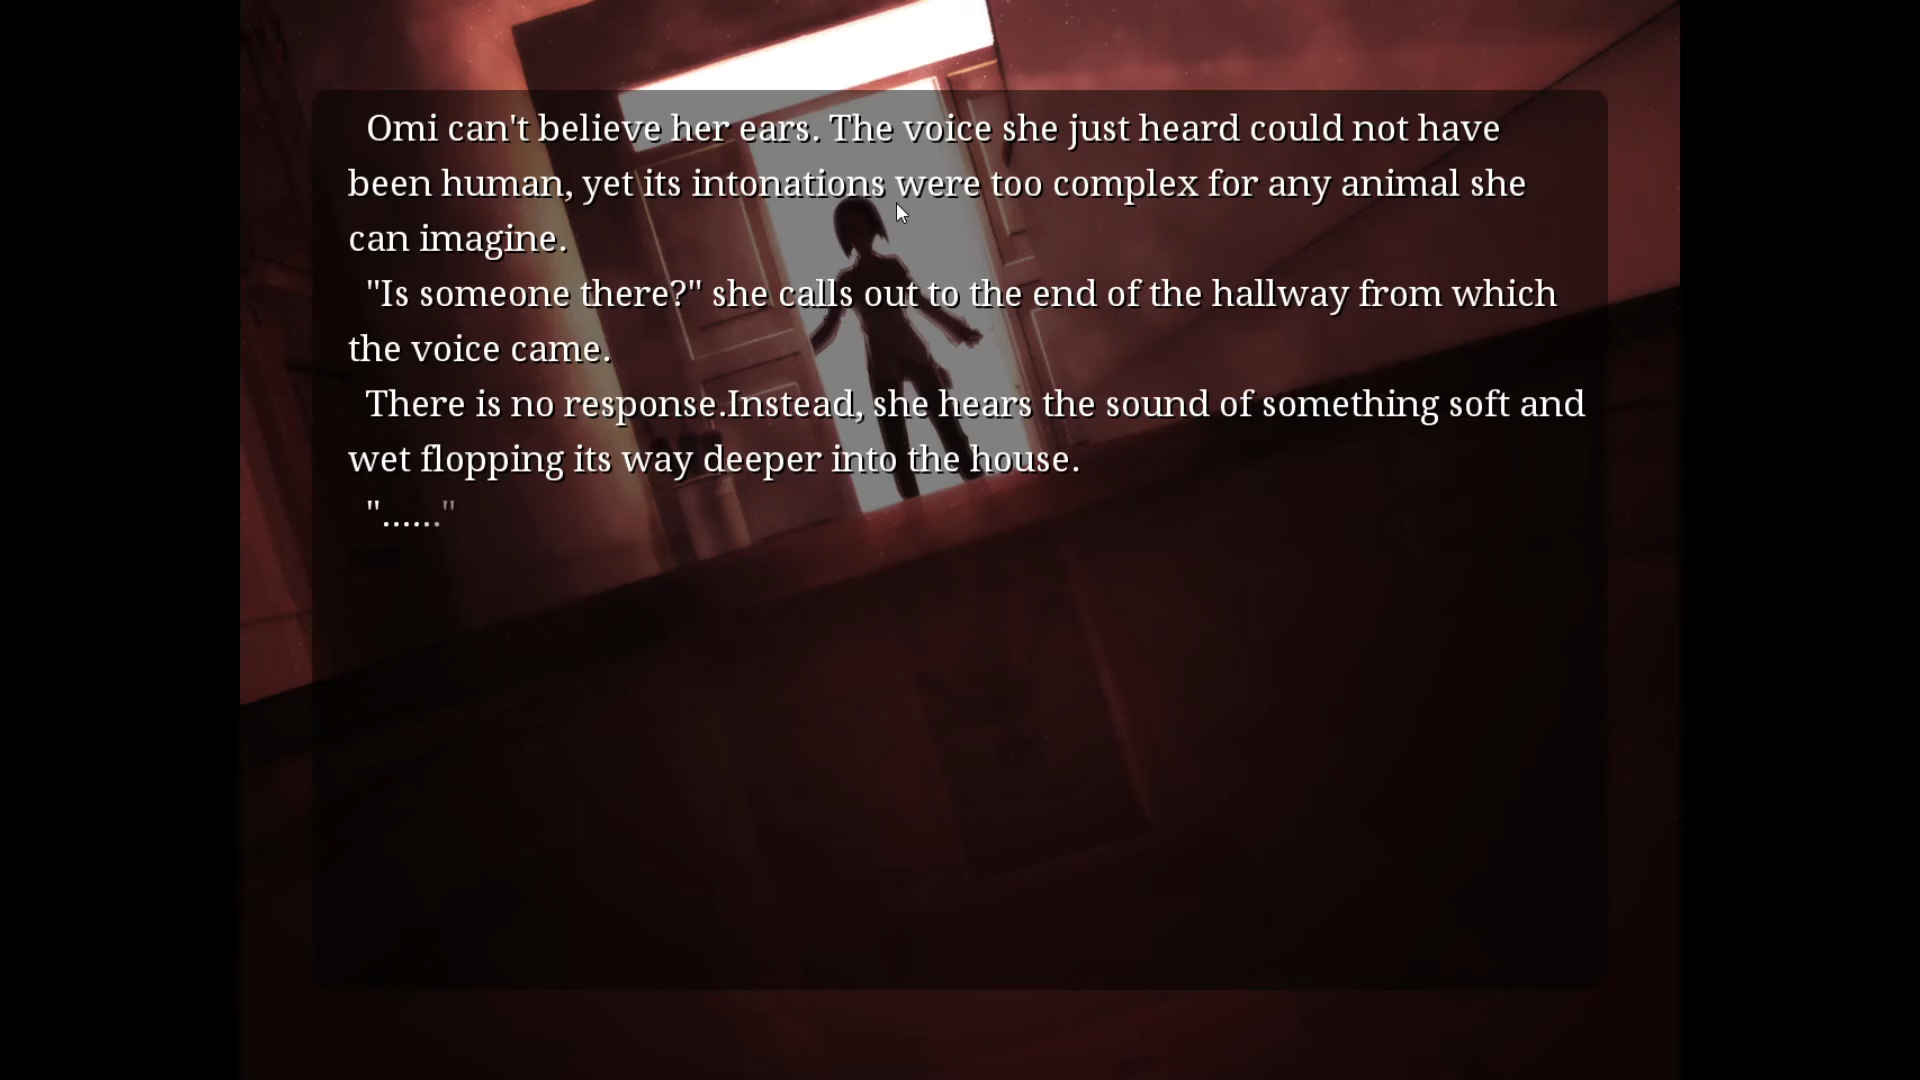 Omi can't believe her ears. The voice she just heard could not have
been human, yet its intonations were too complex for any animal she
can imagine.
"Is someone there?" she calls out to the end of the hallway from which
the voice came.
There is no response.Instead, she hears the sound of something soft and
wet flopping its way deeper into the house.
"......"